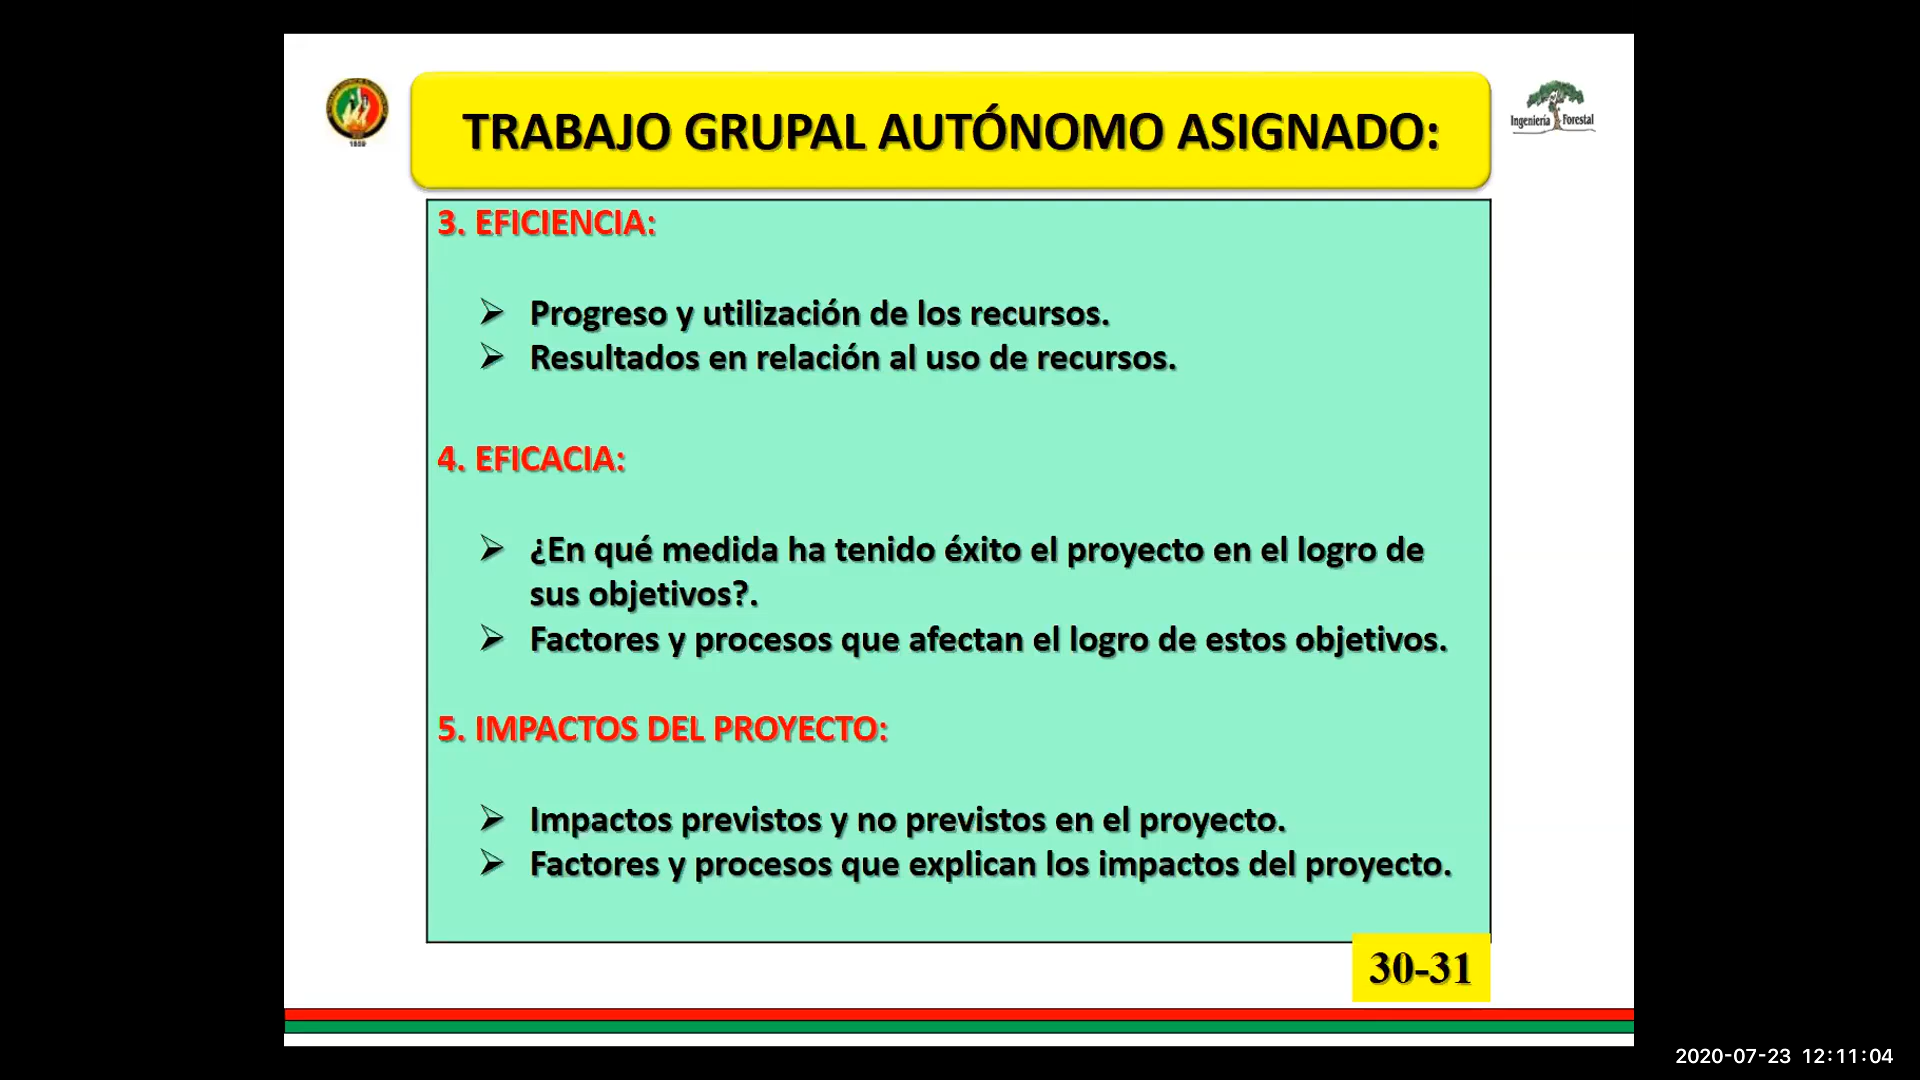 TRABAJO GRUPAL AUTÓNOMO ASIGNADO:
1809
Ingeniería Forestal
3. EFICIENCIA:
➢ Progreso y utilización de los recursos.
➢ Resultados en relación al uso de recursos.
4. EFICACIA:
➢ ¿En qué medida ha tenido éxito el proyecto en el logro de
sus objetivos?.
➢ Factores y procesos que afectan el logro de estos objetivos.
5. IMPACTOS DEL PROYECTO:
➢ Impactos previstos y no previstos en el proyecto.
➢ Factores y procesos que explican los impactos del proyecto.
30-31
2020-07-23 12:11:04